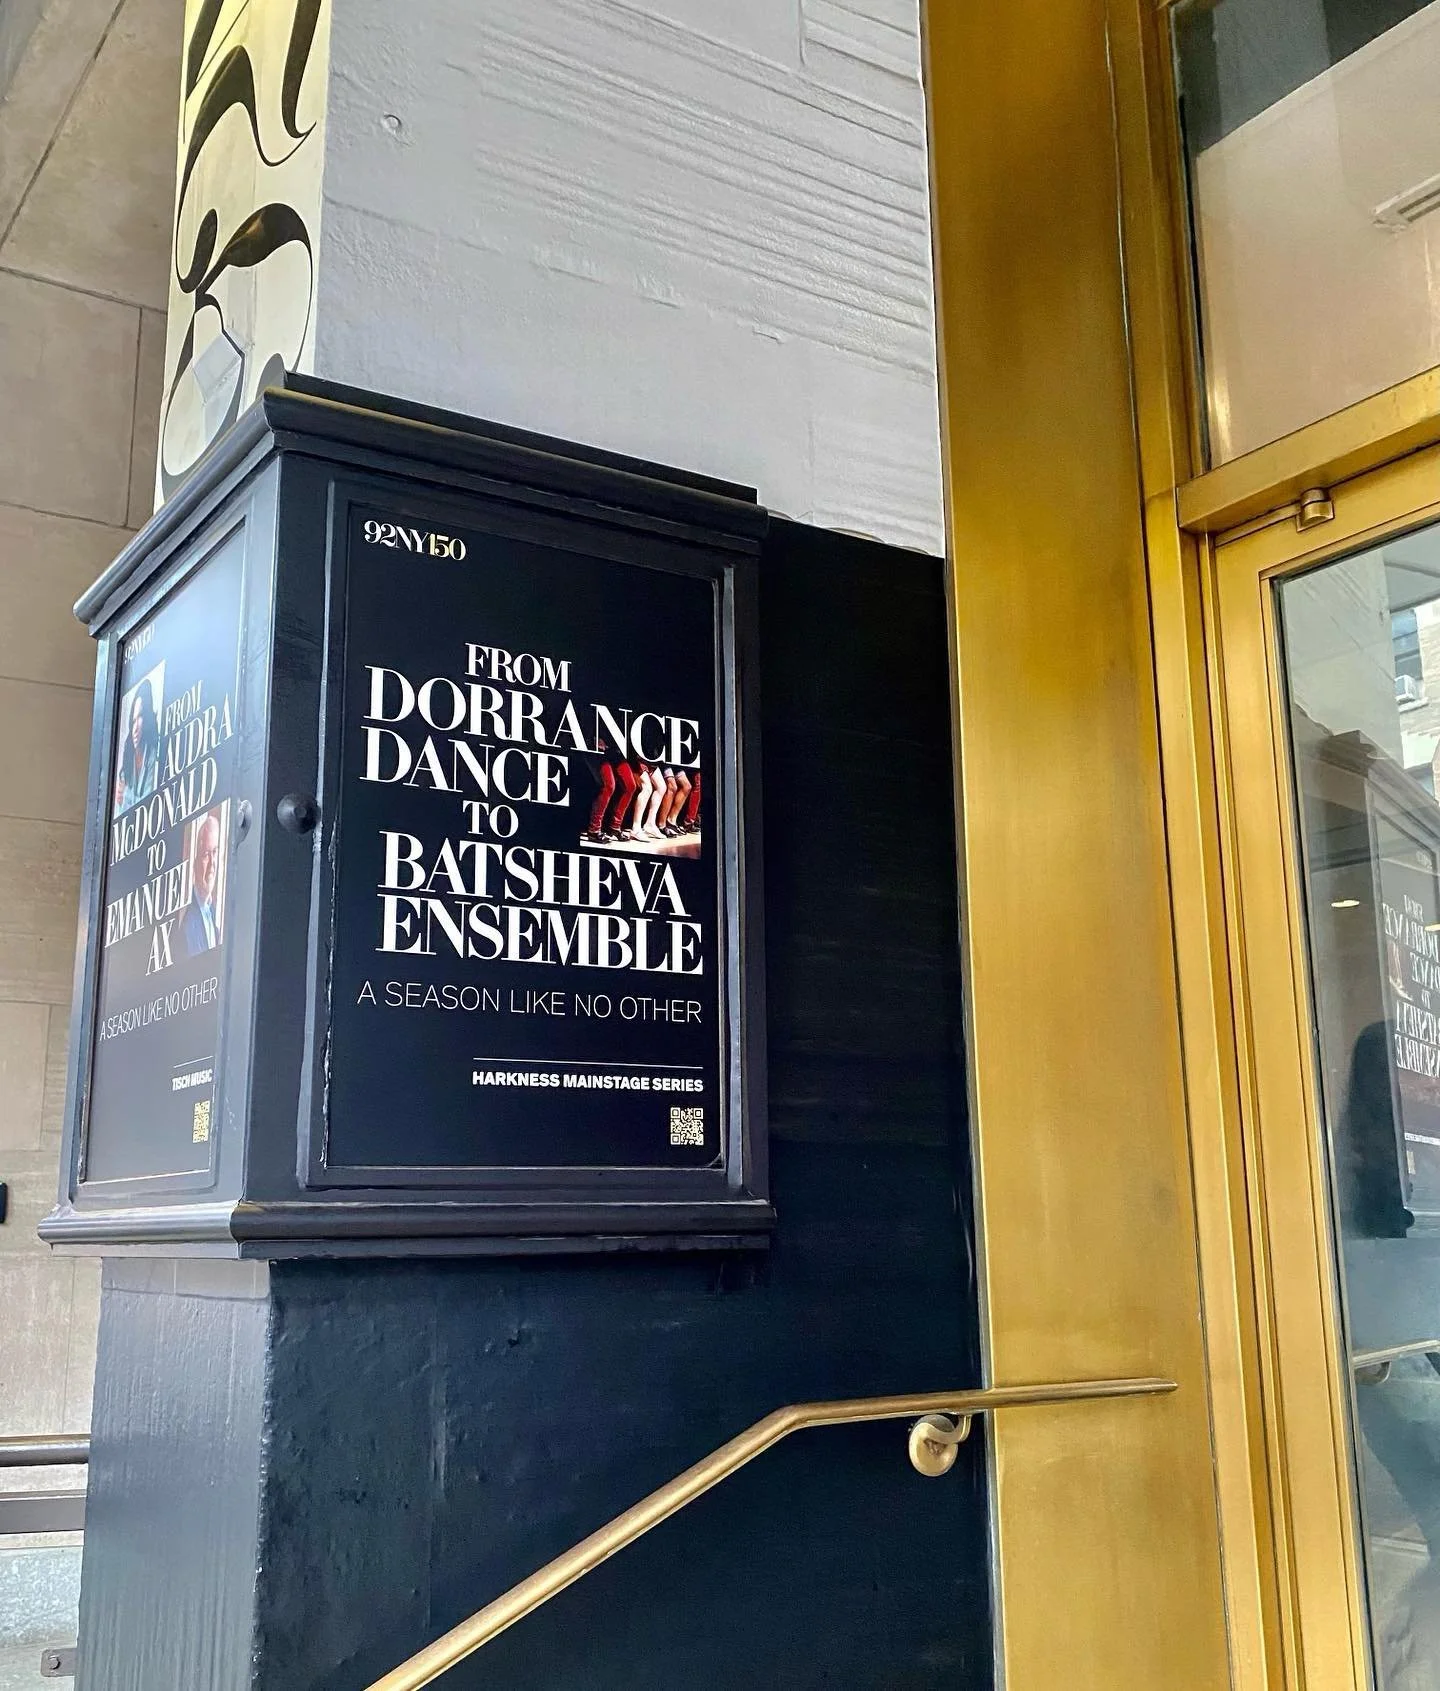 92NY150
FROM
AUDRA
McDONALD
TO
EMANUEL
AX
A SEASON LIKE NO OTHER
TISCH MUSIC
92NY150
FROM
DORRANCE
DANCE
TO
BATSHEVA
ENSEMBLE
A SEASON LIKE NO OTHER
HARKNESS MAINSTAGE SERIES